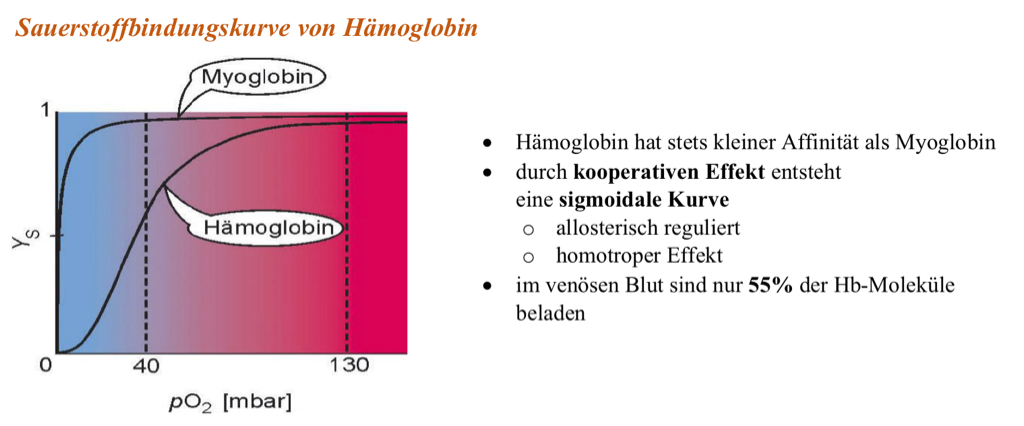 Sauerstoffbindungskurve von Hämoglobin
Myoglobin
1
Hämoglobin
Ys
0
40
130
pO2 [mbar]
• Hämoglobin hat stets kleiner Affinität als Myoglobin
• durch kooperativen Effekt entsteht
eine sigmoidale Kurve
o allosterisch reguliert
o homotroper Effekt
• im venösen Blut sind nur 55% der Hb-Moleküle
beladen